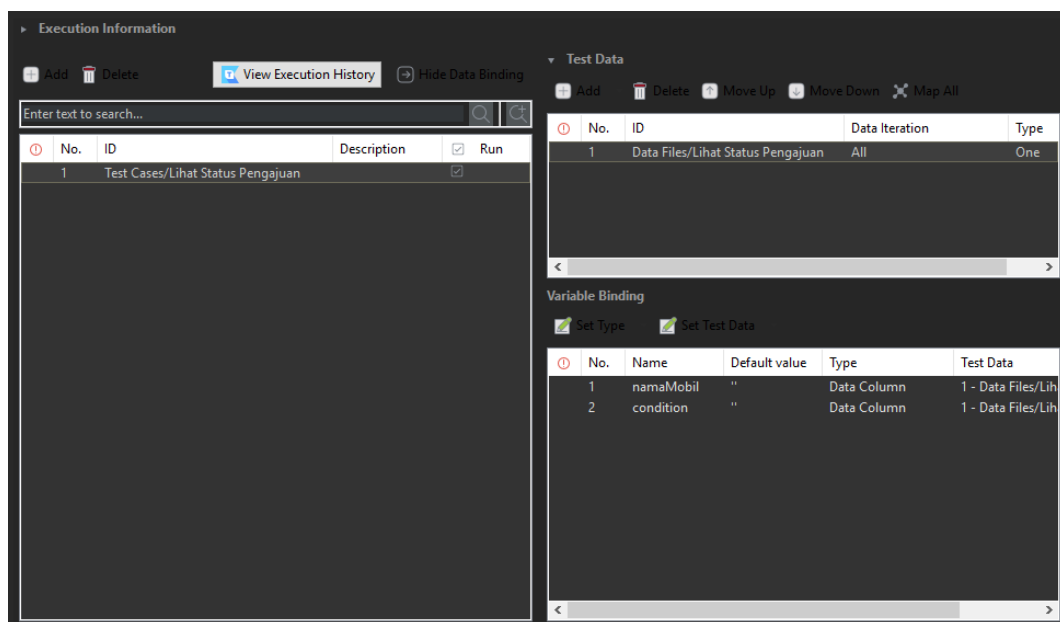 Execution Information
Add Delete View Execution History Hide Data Binding
Enter text to search...
No. ID Description Run
1 Test Cases/Lihat Status Pengajuan
Test Data
Add Delete Move Up Move Down Map All
No. ID Data Iteration Type
1 Data Files/Lihat Status Pengajuan All One
Variable Binding
Set Type Set Test Data
No. Name Default value Type Test Data
1 namaMobil '' Data Column 1 - Data Files/Lih
2 condition '' Data Column 1 - Data Files/Lih